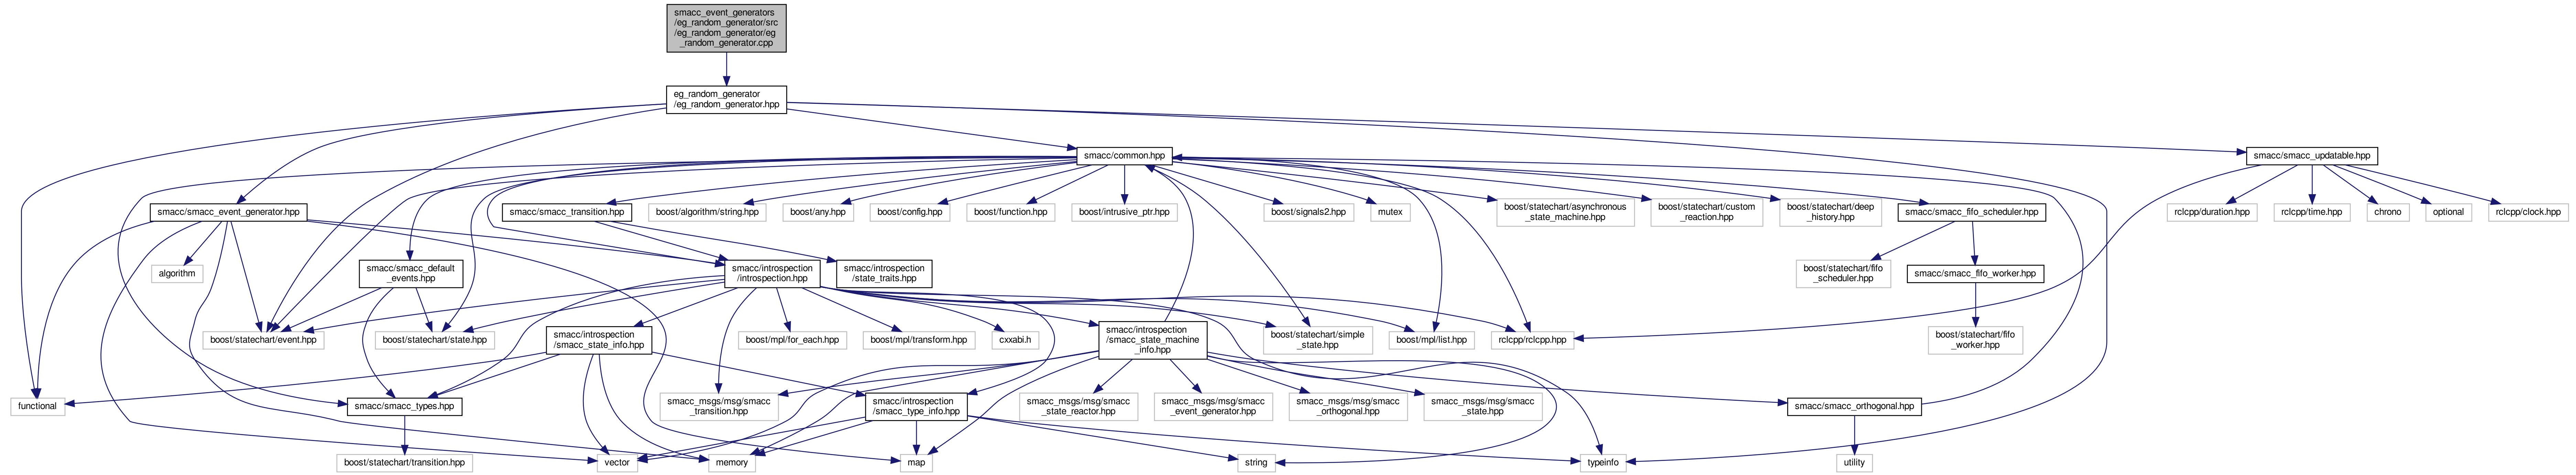 smacc_event_generators
/eg_random_generator/src
/eg_random_generator/eg
_random_generator.cpp
eg_random_generator
/eg_random_generator.hpp
smacc/common.hpp
smacc/smacc_updatable.hpp
smacc/smacc_event_generator.hpp
smacc/smacc_transition.hpp
boost/algorithm/string.hpp
boost/any.hpp
boost/config.hpp
boost/function.hpp
boost/intrusive_ptr.hpp
boost/signals2.hpp
mutex
boost/statechart/asynchronous
_state_machine.hpp
boost/statechart/custom
_reaction.hpp
boost/statechart/deep
_history.hpp
smacc/smacc_fifo_scheduler.hpp
rclcpp/duration.hpp
rclcpp/time.hpp
chrono
optional
rclcpp/clock.hpp
algorithm
smacc/smacc_default
_events.hpp
smacc/introspection
/introspection.hpp
smacc/introspection
/state_traits.hpp
boost/statechart/fifo
_scheduler.hpp
smacc/smacc_fifo_worker.hpp
boost/statechart/event.hpp
boost/statechart/state.hpp
smacc/introspection
/smacc_state_info.hpp
boost/mpl/for_each.hpp
boost/mpl/transform.hpp
cxxabi.h
smacc/introspection
/smacc_state_machine
_info.hpp
boost/statechart/simple
_state.hpp
boost/mpl/list.hpp
rclcpp/rclcpp.hpp
boost/statechart/fifo
_worker.hpp
functional
smacc/smacc_types.hpp
smacc_msgs/msg/smacc
_transition.hpp
smacc/introspection
/smacc_type_info.hpp
smacc_msgs/msg/smacc
_state_reactor.hpp
smacc_msgs/msg/smacc
_event_generator.hpp
smacc_msgs/msg/smacc
_orthogonal.hpp
smacc_msgs/msg/smacc
_state.hpp
smacc/smacc_orthogonal.hpp
boost/statechart/transition.hpp
vector
memory
map
string
typeinfo
utility